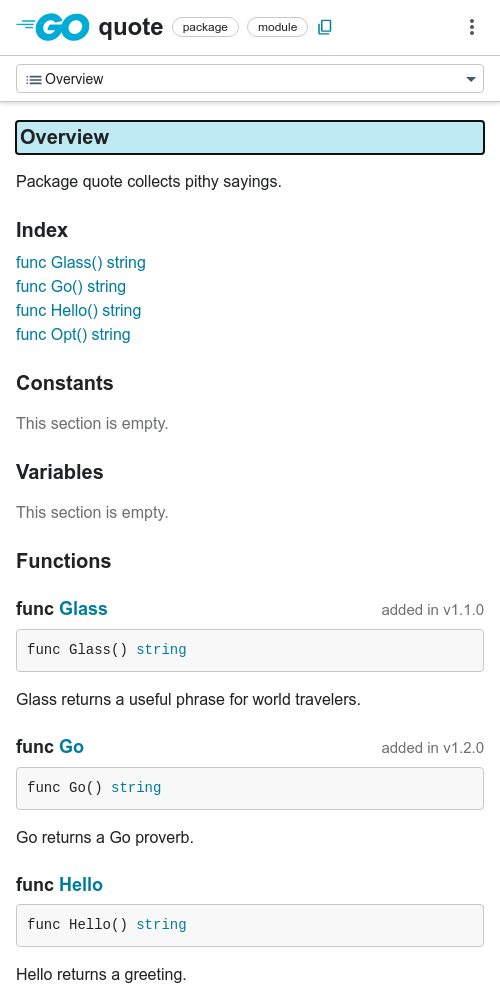 GO quote package module
Overview
Overview
Package quote collects pithy sayings.
Index
func Glass() string
func Go() string
func Hello() string
func Opt() string
Constants
This section is empty.
Variables
This section is empty.
Functions
func Glass added in v1.1.0
func Glass() string
Glass returns a useful phrase for world travelers.
func Go added in v1.2.0
func Go() string
Go returns a Go proverb.
func Hello
func Hello() string
Hello returns a greeting.